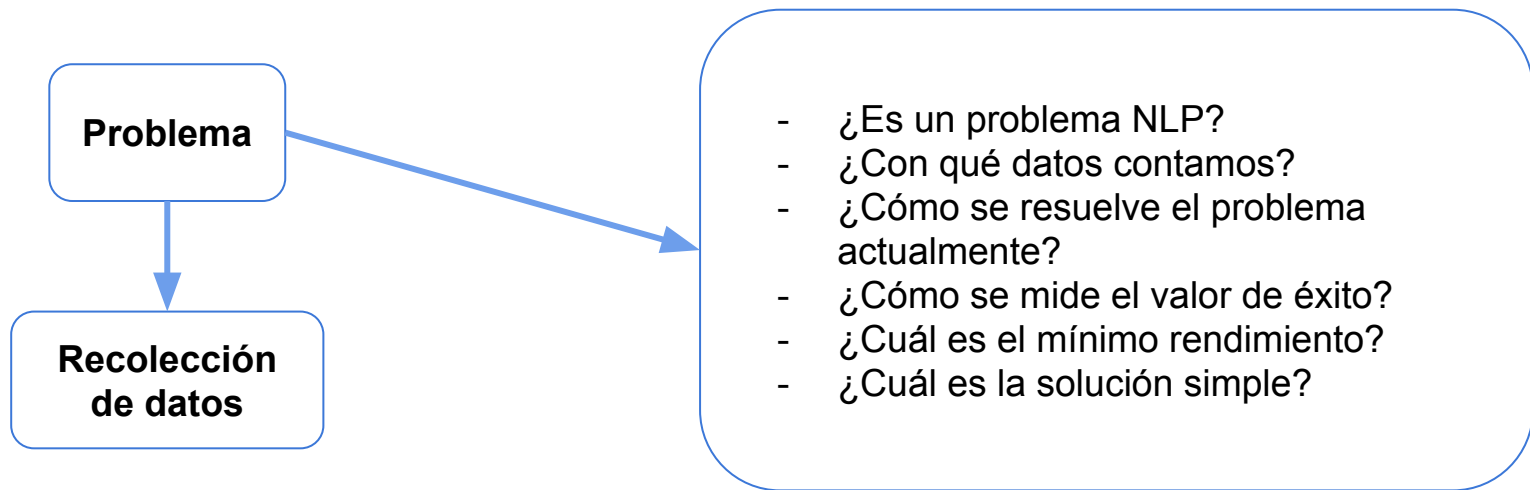 Problema
Recolección
de datos
- ¿Es un problema NLP?
- ¿Con qué datos contamos?
- ¿Cómo se resuelve el problema
actualmente?
- ¿Cómo se mide el valor de éxito?
- ¿Cuál es el mínimo rendimiento?
- ¿Cuál es la solución simple?